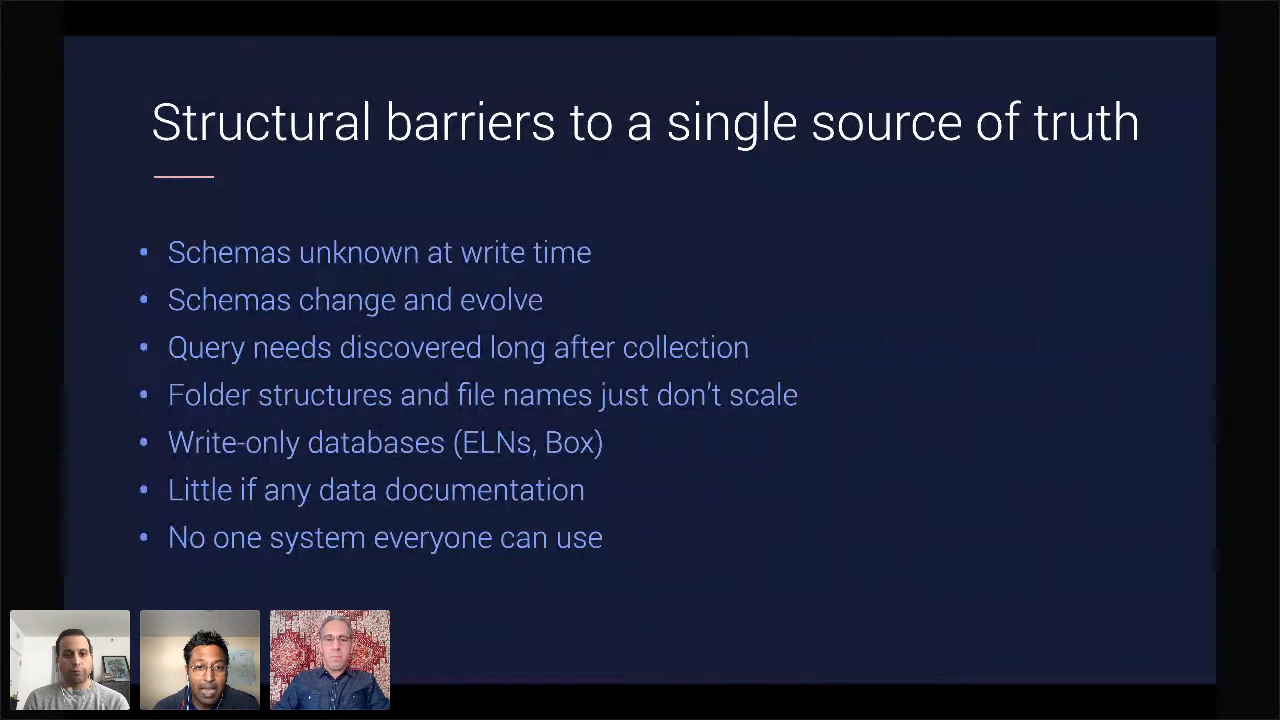 Structural barriers to a single source of truth
• Schemas unknown at write time
• Schemas change and evolve
• Query needs discovered long after collection
• Folder structures and file names just don’t scale
• Write-only databases (ELNs, Box)
• Little if any data documentation
• No one system everyone can use